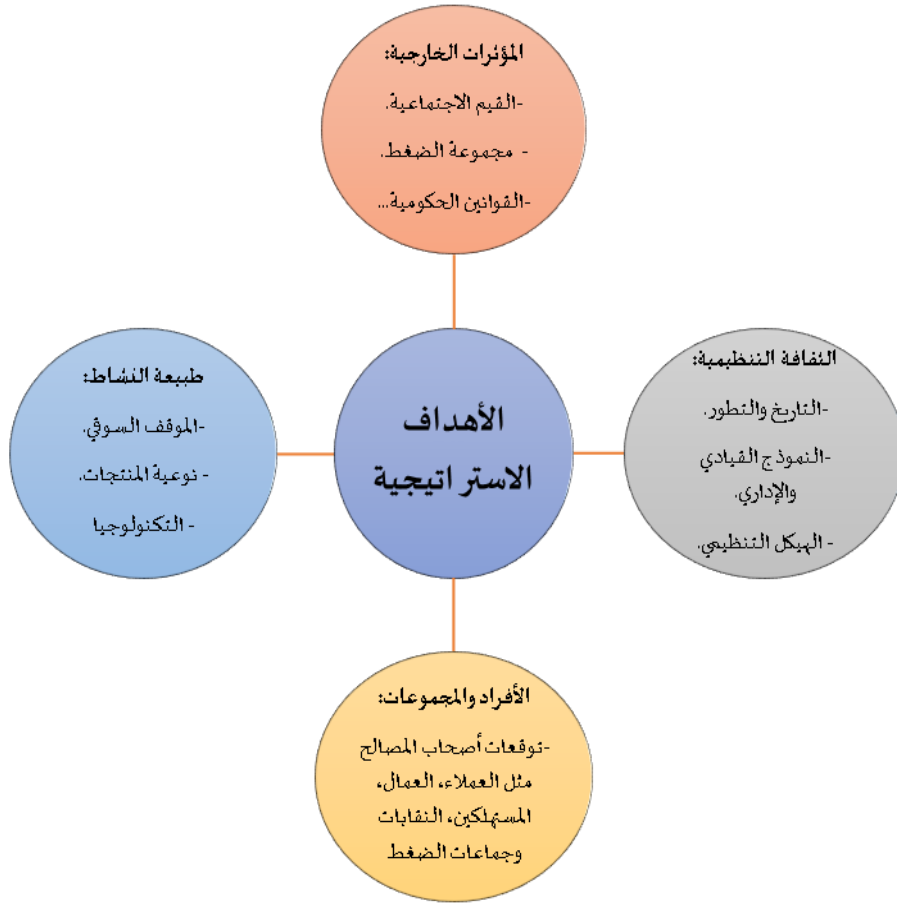 المؤثرات الخارجية:
-القيم الاجتماعية.
- مجموعة الضغط.
-القوانين الحكومية...
الثقافة التنظيمية:
-التاريخ والتطور.
-النموذج القيادي
والإداري.
- الهيكل التنظيمي.
الأهداف
الاستراتيجية
طبيعة النشاط:
-الموقف السوقي.
- نوعية المنتجات.
- التكنولوجيا
الأفراد والمجموعات:
-توقعات أصحاب المصالح
مثل العملاء، العمال،
المستهلكين، النقابات
وجماعات الضغط